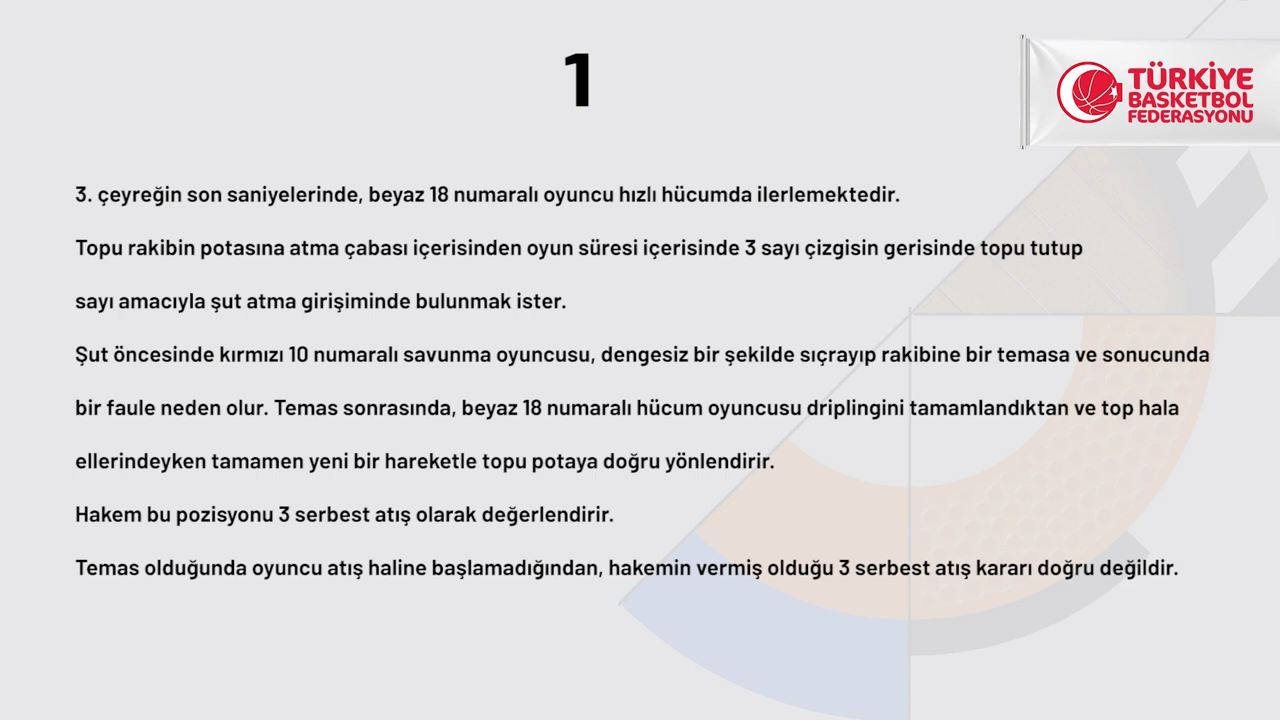 1
TÜRKİYE
BASKETBOL
FEDERASYONU
3. çeyreğin son saniyelerinde, beyaz 18 numaralı oyuncu hızlı hücumda ilerlemektedir.
Topu rakibin potasına atma çabası içerisinden oyun süresi içerisinde 3 sayı çizgisin gerisinde topu tutup
sayı amacıyla şut atma girişiminde bulunmak ister.
Şut öncesinde kırmızı 10 numaralı savunma oyuncusu, dengesiz bir şekilde sıçrayıp rakibine bir temasa ve sonucunda
bir faule neden olur. Temas sonrasında, beyaz 18 numaralı hücum oyuncusu driplingini tamamlandıktan ve top hala
ellerindeyken tamamen yeni bir hareketle topu potaya doğru yönlendirir.
Hakem bu pozisyonu 3 serbest atış olarak değerlendirir.
Temas olduğunda oyuncu atış haline başlamadığından, hakemin vermiş olduğu 3 serbest atış kararı doğru değildir.